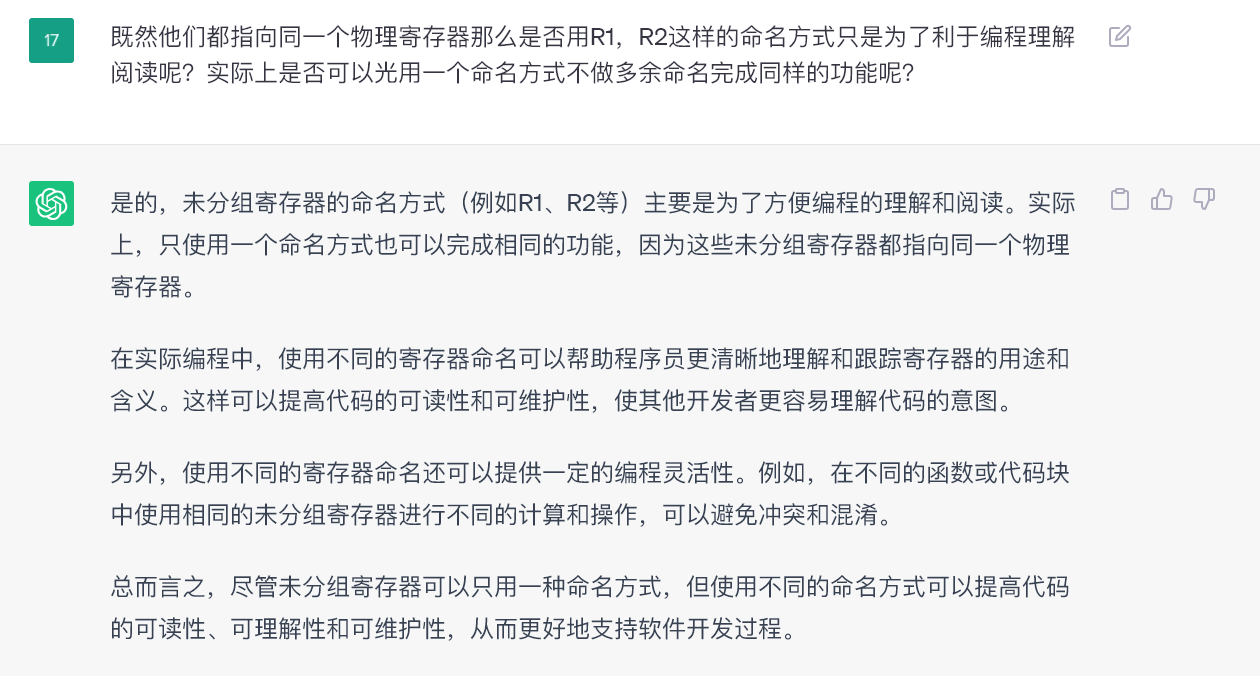 17
既然他们都指向同一个物理寄存器那么是否用R1，R2这样的命名方式只是为了利于编程理解
阅读呢？实际上是否可以光用一个命名方式不做多余命名完成同样的功能呢？
是的，未分组寄存器的命名方式（例如R1、R2等）主要是为了方便编程的理解和阅读。实际
上，只使用一个命名方式也可以完成相同的功能，因为这些未分组寄存器都指向同一个物理
寄存器。
在实际编程中，使用不同的寄存器命名可以帮助程序员更清晰地理解和跟踪寄存器的用途和
含义。这样可以提高代码的可读性和可维护性，使其他开发者更容易理解代码的意图。
另外，使用不同的寄存器命名还可以提供一定的编程灵活性。例如，在不同的函数或代码块
中使用相同的未分组寄存器进行不同的计算和操作，可以避免冲突和混淆。
总而言之，尽管未分组寄存器可以只用一种命名方式，但使用不同的命名方式可以提高代码
的可读性、可理解性和可维护性，从而更好地支持软件开发过程。